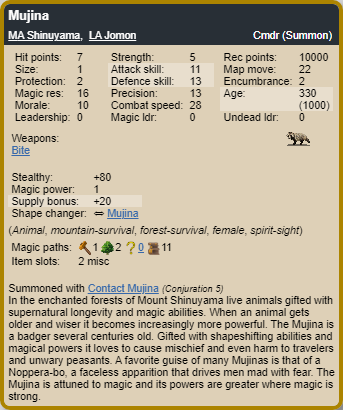 Mujina
MA Shinuyama, LA Jomon Cmdr (Summon)
Hit points: 7 Strength: 5 Rec points: 10000
Size: 1 Attack skill: 11 Map move: 22
Protection: 2 Defence skill: 13 Encumbrance: 2
Magic res: 16 Precision: 13 Age: 330
Morale: 10 Combat speed: 28 (1000)
Leadership: 0 Magic ldr: 0 Undead ldr: 0
Weapons:
Bite
Stealthy: +80
Magic power: 1
Supply bonus: +20
Shape changer: ⇔ Mujina
(Animal, mountain-survival, forest-survival, female, spirit-sight)
Magic paths: 1 2 ? 0 11
Item slots: 2 misc
Summoned with Contact Mujina (Conjuration 5)
In the enchanted forests of Mount Shinuyama live animals gifted with
supernatural longevity and magic abilities. When an animal gets
older and wiser it becomes increasingly more powerful. The Mujina is
a badger several centuries old. Gifted with shapeshifting abilities and
magical powers it loves to cause mischief and even harm to travelers
and unwary peasants. A favorite guise of many Mujinas is that of a
Noppera-bo, a faceless apparition that drives men mad with fear. The
Mujina is attuned to magic and its powers are greater where magic is
strong.